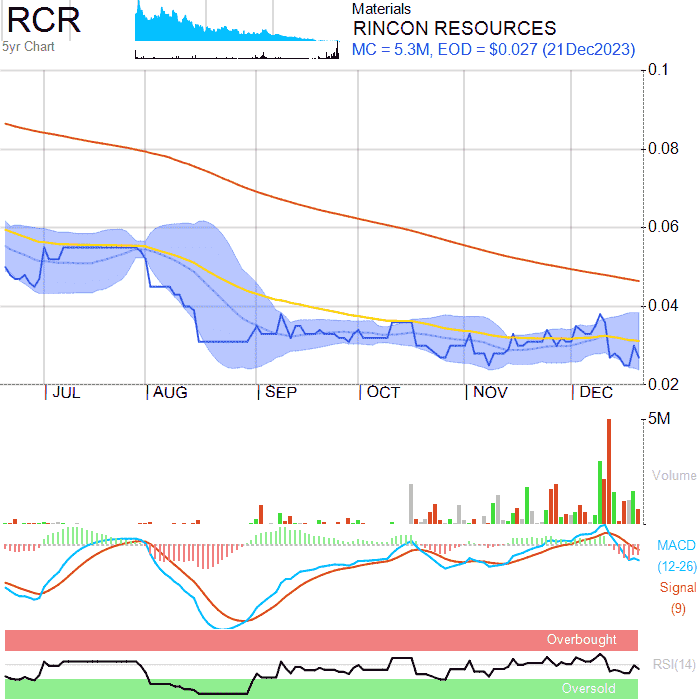 RCR
5yr Chart
Materials
RINCON RESOURCES
MC = 5.3M, EOD = $0.027 (21Dec2023)
0.1
0.08
0.06
0.04
0.02
JUL AUG SEP OCT NOV DEC
5M
Volume
MACD
(12-26)
Signal
(9)
Overbought
RSI(14)
Oversold